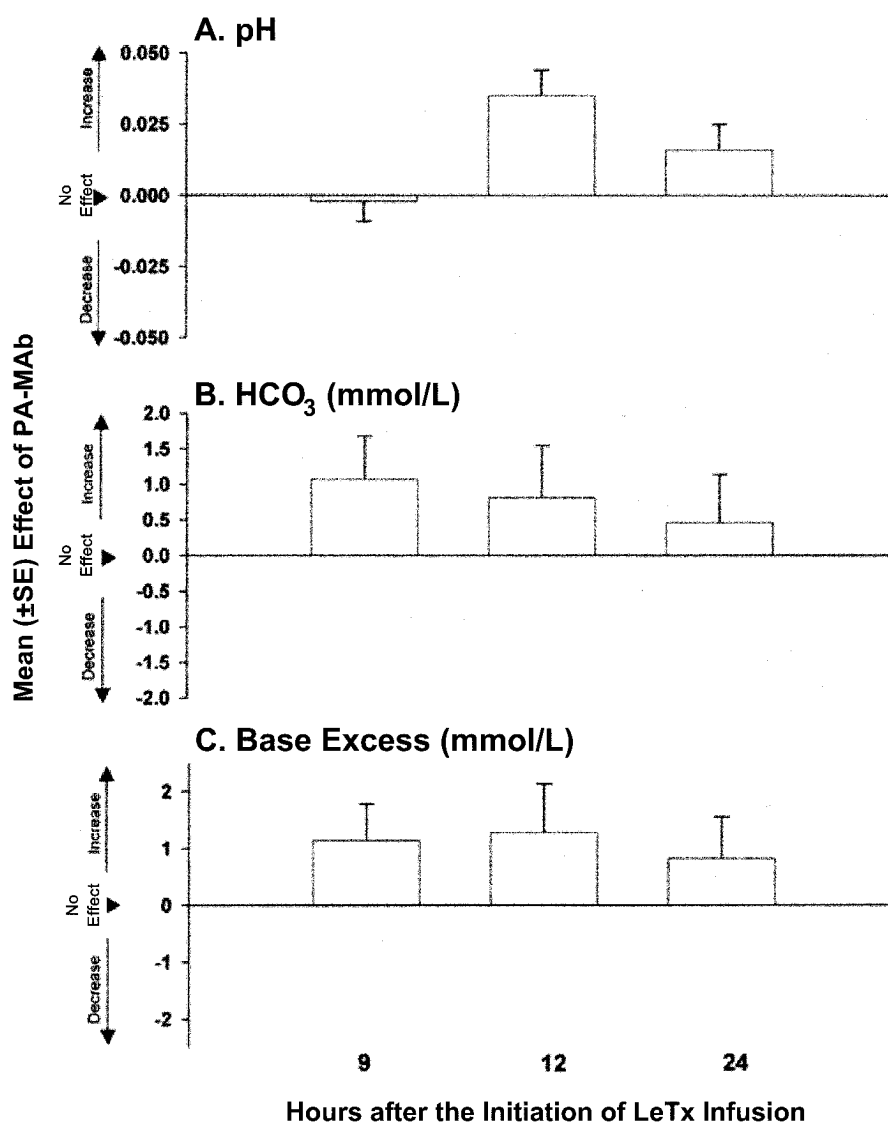 A. pH
0.050
0.025
0.000
-0.025
-0.050
Increase
No
Effect
Decrease
Mean (±SE) Effect of PA-MAb
B. HCO₃ (mmol/L)
2.0
1.5
1.0
0.5
0.0
-0.5
-1.0
-1.5
-2.0
Increase
No
Effect
Decrease
C. Base Excess (mmol/L)
2
1
0
-1
-2
Increase
No
Effect
Decrease
9 12 24
Hours after the Initiation of LeTx Infusion